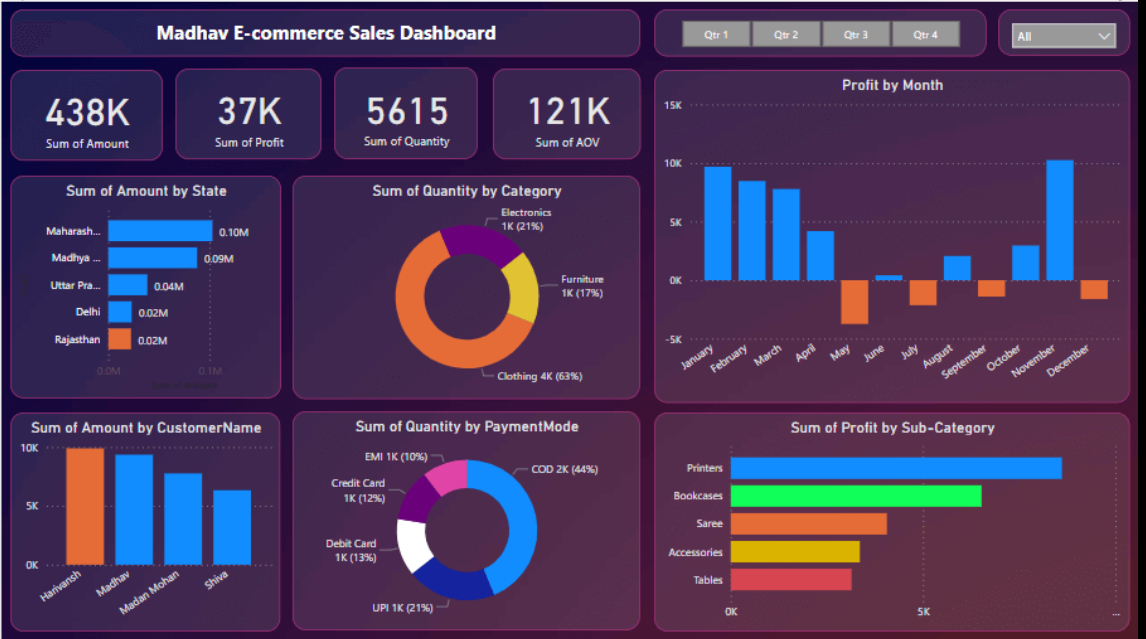 Madhav E-commerce Sales Dashboard
Qtr 1
Qtr 2
Qtr 3
Qtr 4
All
438K
Sum of Amount
37K
Sum of Profit
5615
Sum of Quantity
121K
Sum of AOV
Profit by Month
15K
10K
5K
0K
-5K
January
February
March
April
May
June
July
August
September
October
November
December
Sum of Amount by State
Maharash...
0.10M
Madhya ...
0.09M
Uttar Pra...
0.04M
Delhi
0.02M
Rajasthan
0.02M
0.0M
0.1M
Sum of Amount
Sum of Quantity by Category
Electronics
1K (21%)
Furniture
1K (17%)
Clothing 4K (63%)
Sum of Amount by CustomerName
10K
5K
0K
Harivansh
Madhav
Madan Mohan
Shiva
Sum of Quantity by PaymentMode
EMI 1K (10%)
COD 2K (44%)
Credit Card
1K (12%)
Debit Card
1K (13%)
UPI 1K (21%)
Sum of Profit by Sub-Category
Printers
Bookcases
Saree
Accessories
Tables
0K
5K
...